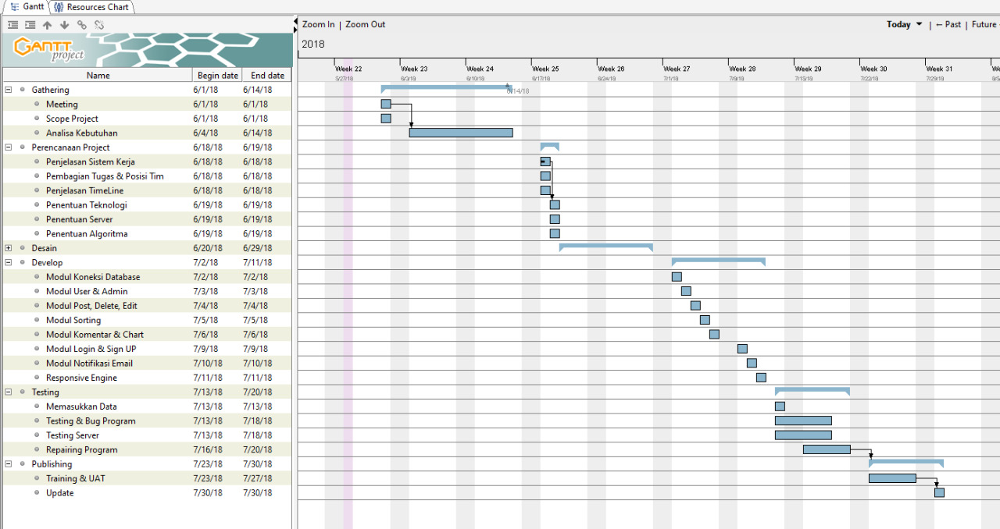 Gantt Resources Chart
Zoom In | Zoom Out Today ▼ | ← Past | Future
GANTT project
2018
Week 22 Week 23 Week 24 Week 25 Week 26 Week 27 Week 28 Week 29 Week 30 Week 31 We
5/27/18 6/3/18 6/10/18 6/17/18 6/24/18 7/1/18 7/8/18 7/15/18 7/22/18 7/29/18
Name Begin date End date
Gathering 6/1/18 6/14/18 6/14/18
Meeting 6/1/18 6/1/18
Scope Project 6/1/18 6/1/18
Analisa Kebutuhan 6/4/18 6/14/18
Perencanaan Project 6/18/18 6/19/18
Penjelasan Sistem Kerja 6/18/18 6/18/18
Pembagian Tugas & Posisi Tim 6/18/18 6/18/18
Penjelasan TimeLine 6/18/18 6/18/18
Penentuan Teknologi 6/19/18 6/19/18
Penentuan Server 6/19/18 6/19/18
Penentuan Algoritma 6/19/18 6/19/18
Desain 6/20/18 6/29/18
Develop 7/2/18 7/11/18
Modul Koneksi Database 7/2/18 7/2/18
Modul User & Admin 7/3/18 7/3/18
Modul Post, Delete, Edit 7/4/18 7/4/18
Modul Sorting 7/5/18 7/5/18
Modul Komentar & Chart 7/6/18 7/6/18
Modul Login & Sign UP 7/9/18 7/9/18
Modul Notifikasi Email 7/10/18 7/10/18
Responsive Engine 7/11/18 7/11/18
Testing 7/13/18 7/20/18
Memasukkan Data 7/13/18 7/13/18
Testing & Bug Program 7/13/18 7/18/18
Testing Server 7/13/18 7/18/18
Repairing Program 7/16/18 7/20/18
Publishing 7/23/18 7/30/18
Training & UAT 7/23/18 7/27/18
Update 7/30/18 7/30/18